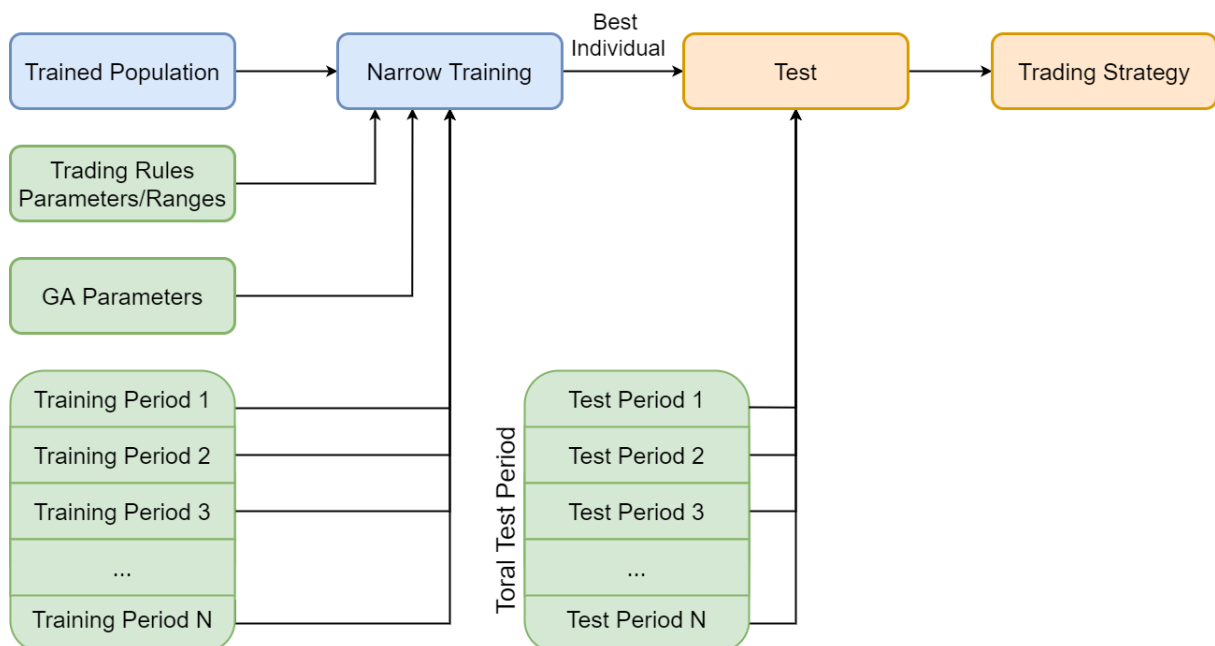 Best
Individual
Trained Population
Narrow Training
Test
Trading Strategy
Trading Rules
Parameters/Ranges
GA Parameters
Training Period 1
Training Period 2
Training Period 3
...
Training Period N
Toral Test Period
Test Period 1
Test Period 2
Test Period 3
...
Test Period N